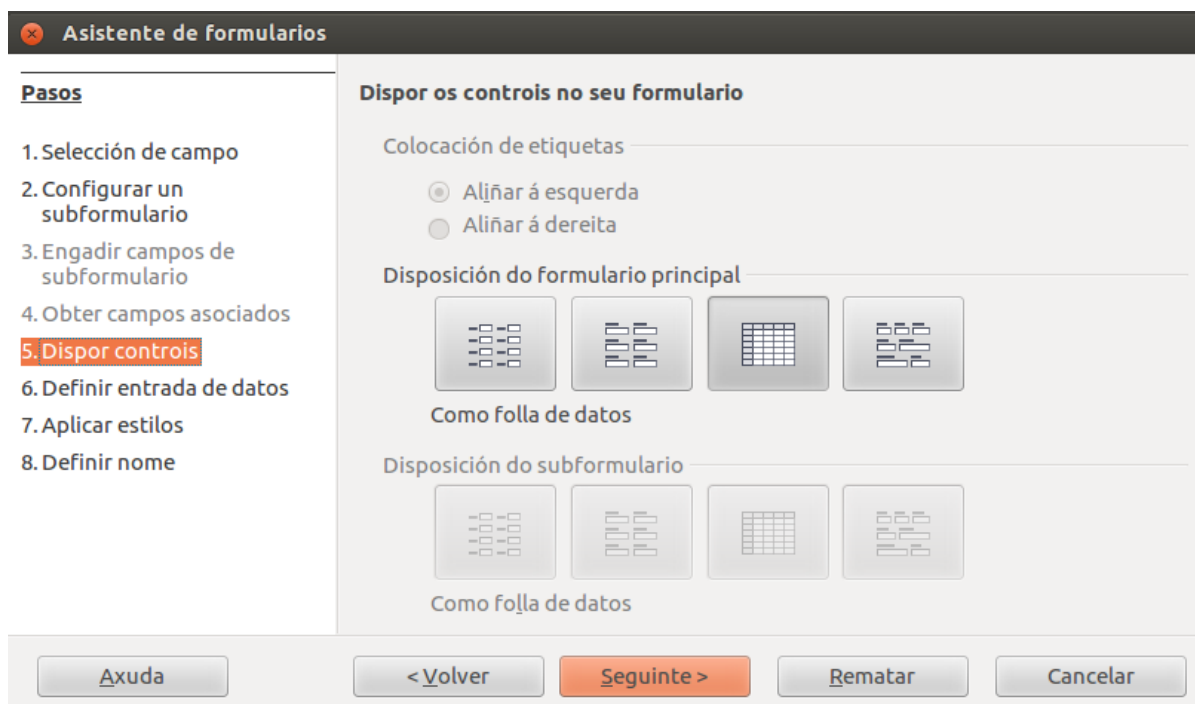 Asistente de formularios
Pasos
1. Selección de campo
2. Configurar un
subformulario
3. Engadir campos de
subformulario
4. Obter campos asociados
5. Dispor controis
6. Definir entrada de datos
7. Aplicar estilos
8. Definir nome
Dispor os controis no seu formulario
Colocación de etiquetas
Aliñar á esquerda
Aliñar á dereita
Disposición do formulario principal
Como folla de datos
Disposición do subformulario
Como folla de datos
Axuda
< Volver
Seguinte >
Rematar
Cancelar